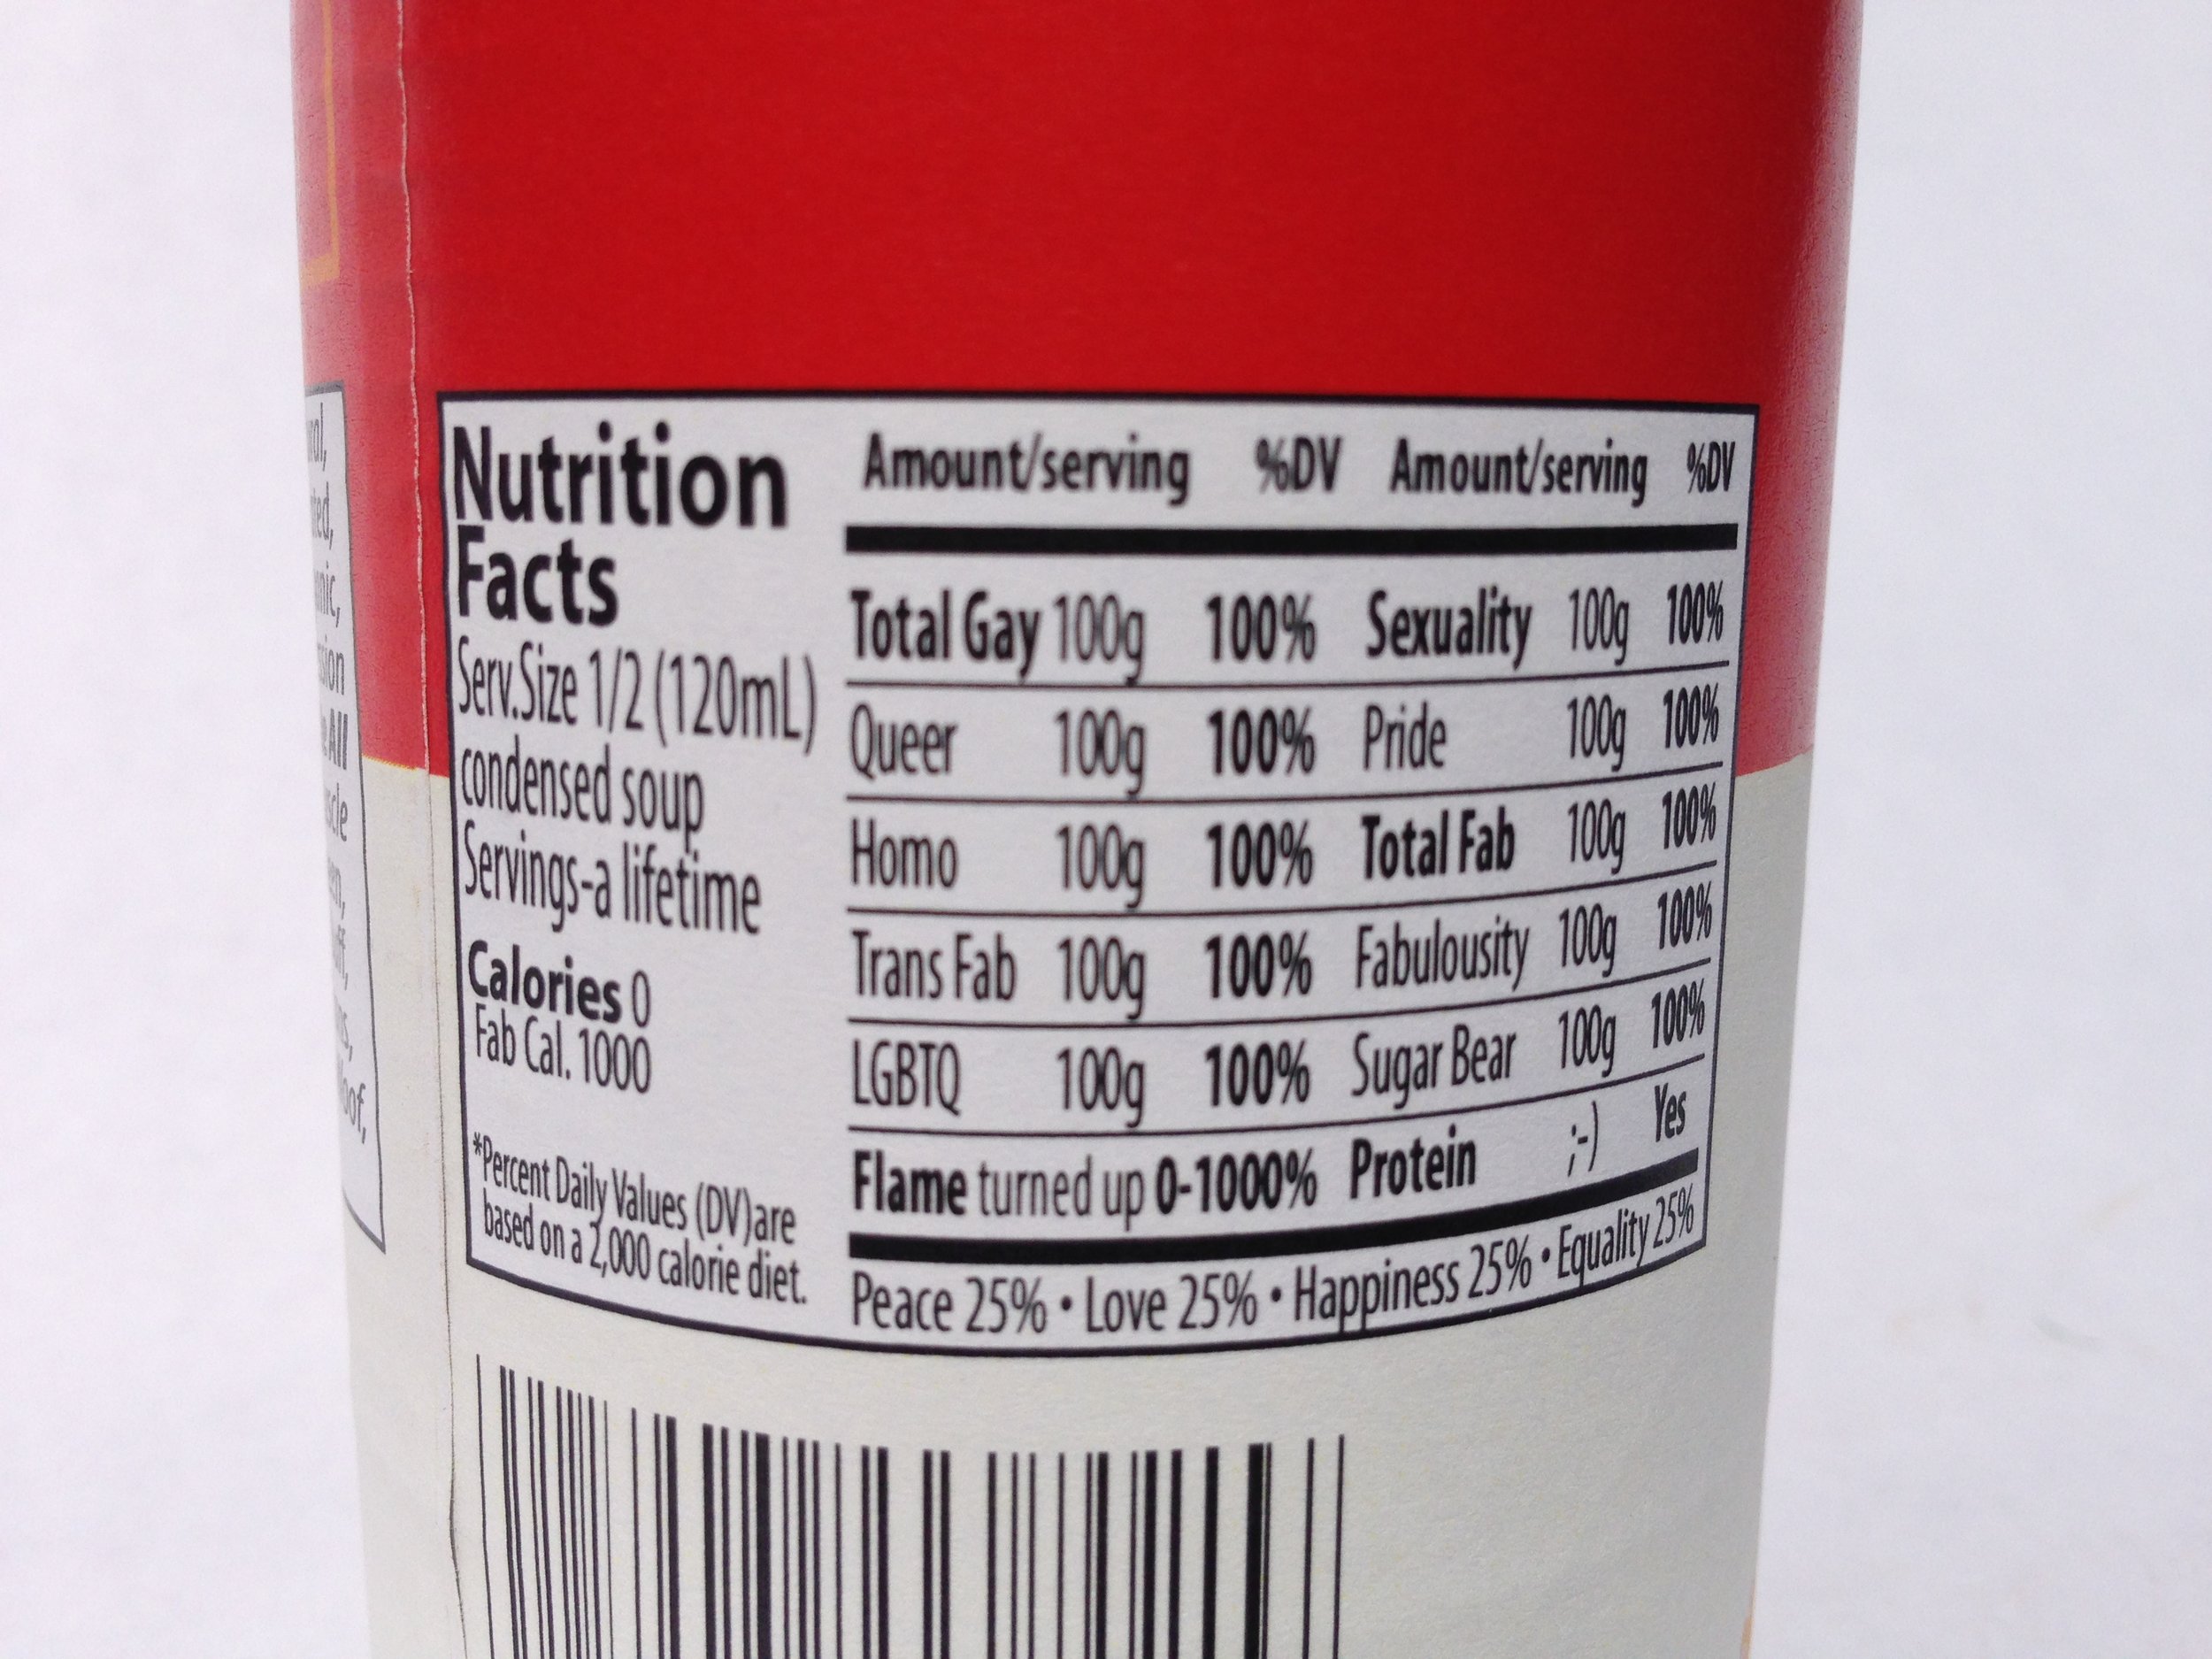 Nutrition
Facts
Serv.Size 1/2 (120mL)
condensed soup
Servings-a lifetime
Calories 0
Fab Cal. 1000
*Percent Daily Values (DV)are
based on a 2,000 calorie diet.
Amount/serving %DV Amount/serving %DV
Total Gay 100g 100% Sexuality 100g 100%
Queer 100g 100% Pride 100g 100%
Homo 100g 100% Total Fab 100g 100%
Trans Fab 100g 100% Fabulousity 100g 100%
LGBTQ 100g 100% Sugar Bear 100g 100%
Flame turned up 0-1000% Protein ;-) Yes
Peace 25% • Love 25% • Happiness 25% • Equality 25%